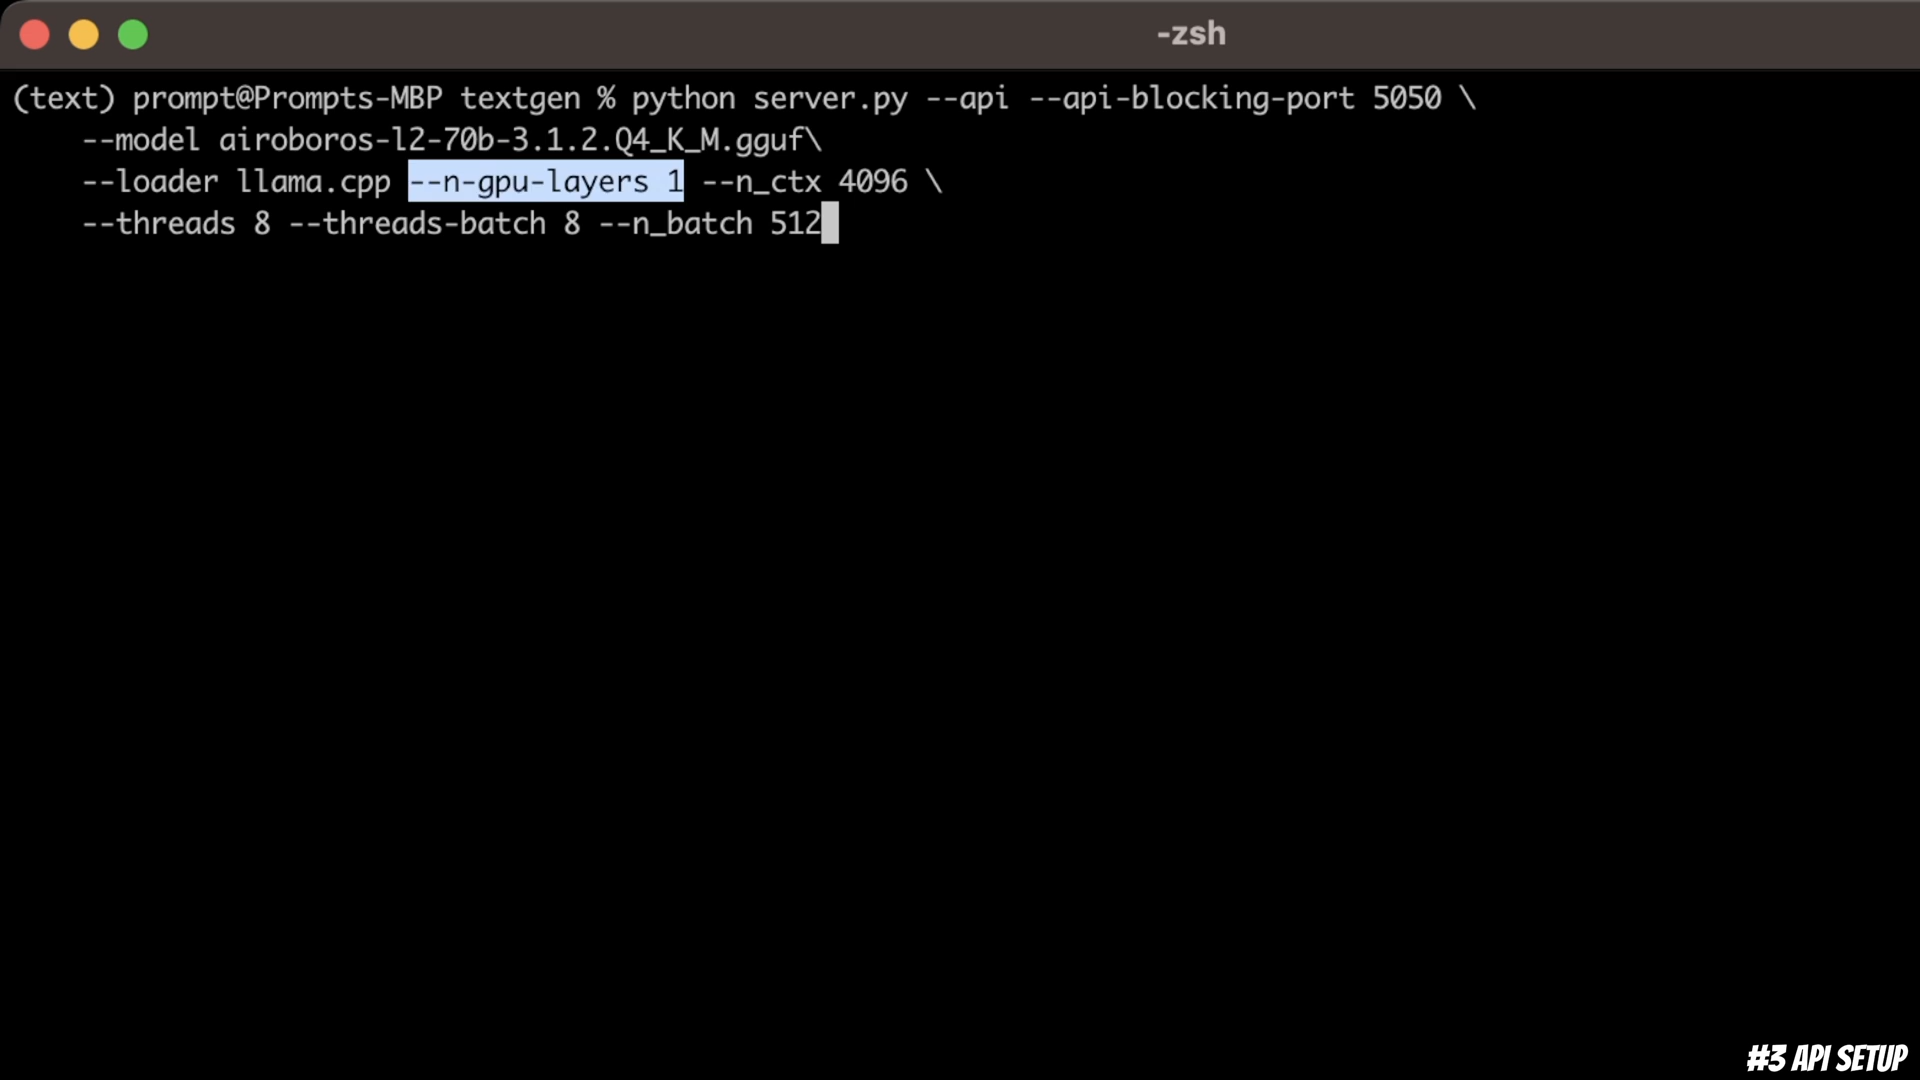 -zsh
(text) prompt@Prompts-MBP textgen % python server.py --api --api-blocking-port 5050 \
--model airoboros-l2-70b-3.1.2.Q4_K_M.gguf\
--loader llama.cpp --n-gpu-layers 1 --n_ctx 4096 \
--threads 8 --threads-batch 8 --n_batch 512
#3 API SETUP